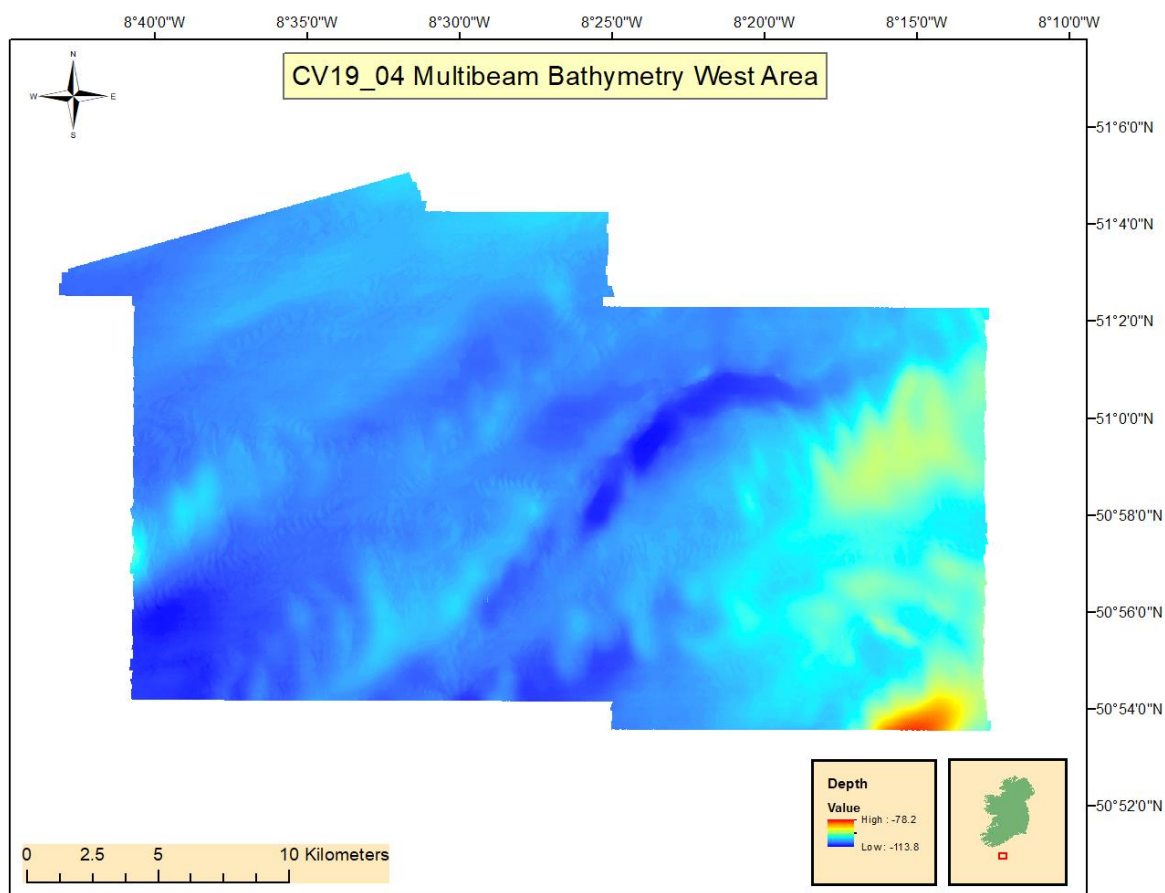 8°40'0"W 8°35'0"W 8°30'0"W 8°25'0"W 8°20'0"W 8°15'0"W 8°10'0"W
CV19_04 Multibeam Bathymetry West Area
N
W E
S
51°6'0"N
51°4'0"N
51°2'0"N
51°0'0"N
50°58'0"N
50°56'0"N
50°54'0"N
50°52'0"N
Depth
Value
High : -78.2
Low : -113.8
0 2.5 5 10 Kilometers